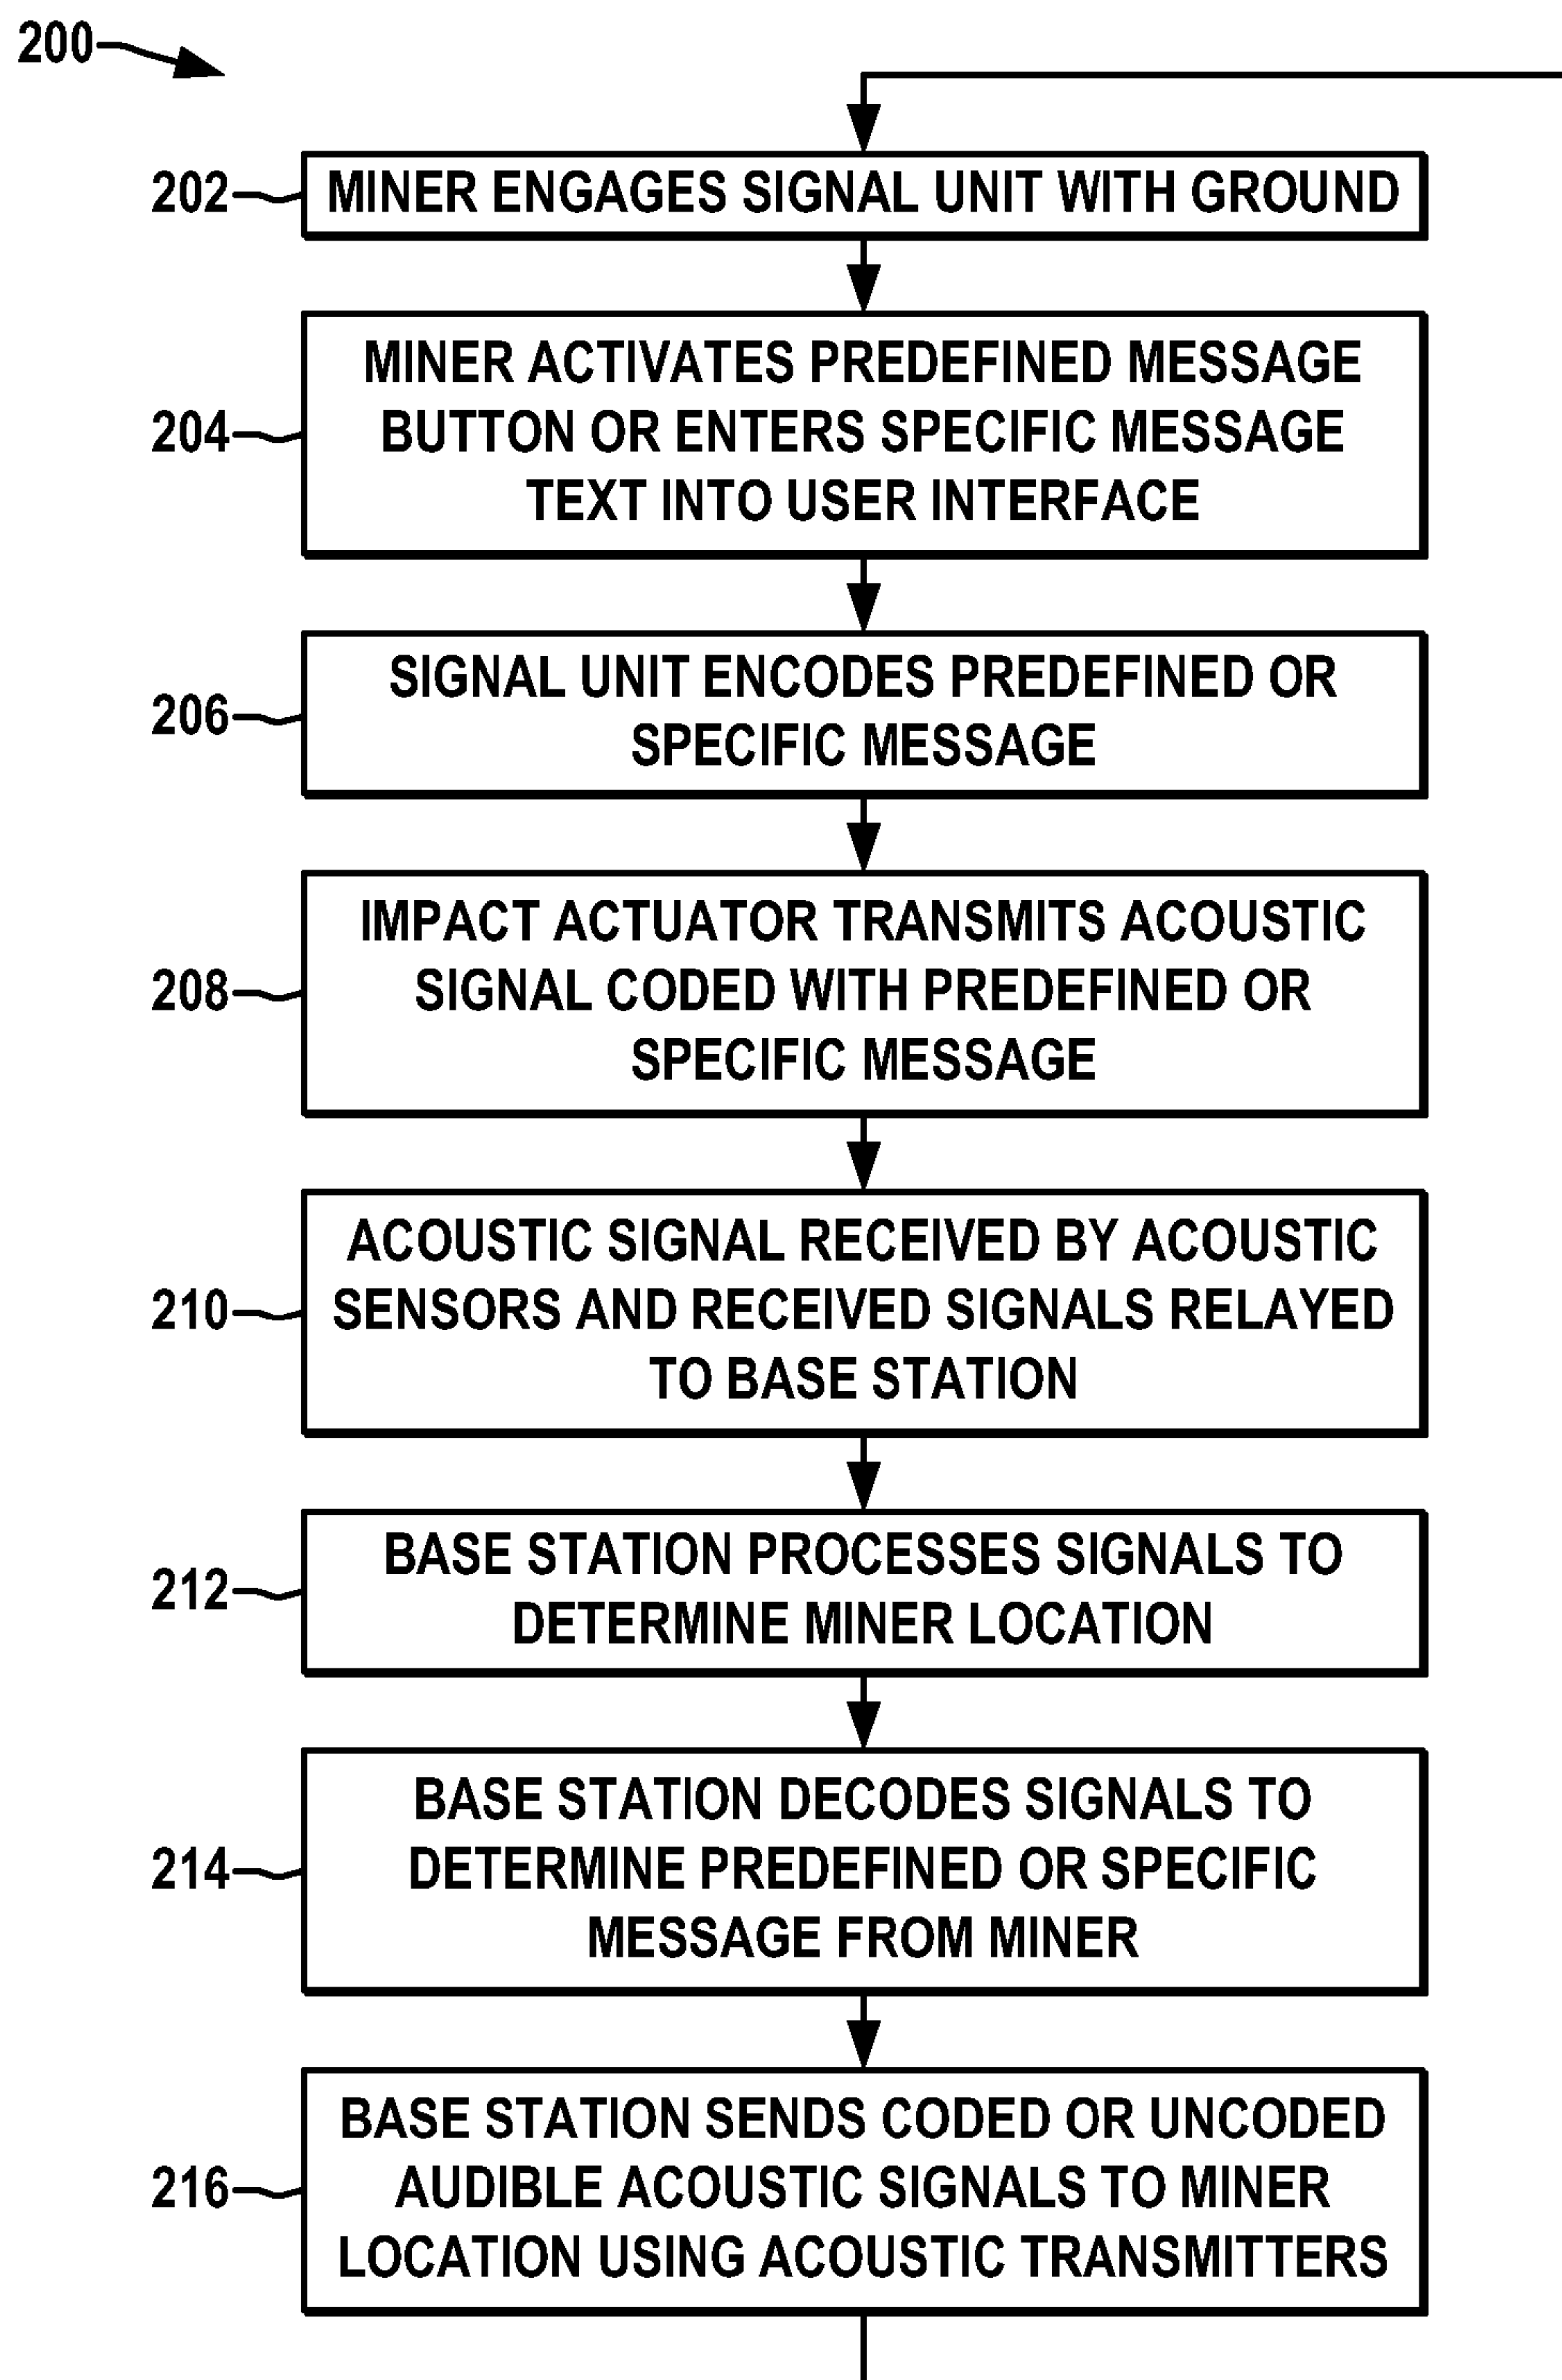 200
202
MINER ENGAGES SIGNAL UNIT WITH GROUND
204
MINER ACTIVATES PREDEFINED MESSAGE
BUTTON OR ENTERS SPECIFIC MESSAGE
TEXT INTO USER INTERFACE
206
SIGNAL UNIT ENCODES PREDEFINED OR
SPECIFIC MESSAGE
208
IMPACT ACTUATOR TRANSMITS ACOUSTIC
SIGNAL CODED WITH PREDEFINED OR
SPECIFIC MESSAGE
210
ACOUSTIC SIGNAL RECEIVED BY ACOUSTIC
SENSORS AND RECEIVED SIGNALS RELAYED
TO BASE STATION
212
BASE STATION PROCESSES SIGNALS TO
DETERMINE MINER LOCATION
214
BASE STATION DECODES SIGNALS TO
DETERMINE PREDEFINED OR SPECIFIC
MESSAGE FROM MINER
216
BASE STATION SENDS CODED OR UNCODED
AUDIBLE ACOUSTIC SIGNALS TO MINER
LOCATION USING ACOUSTIC TRANSMITTERS